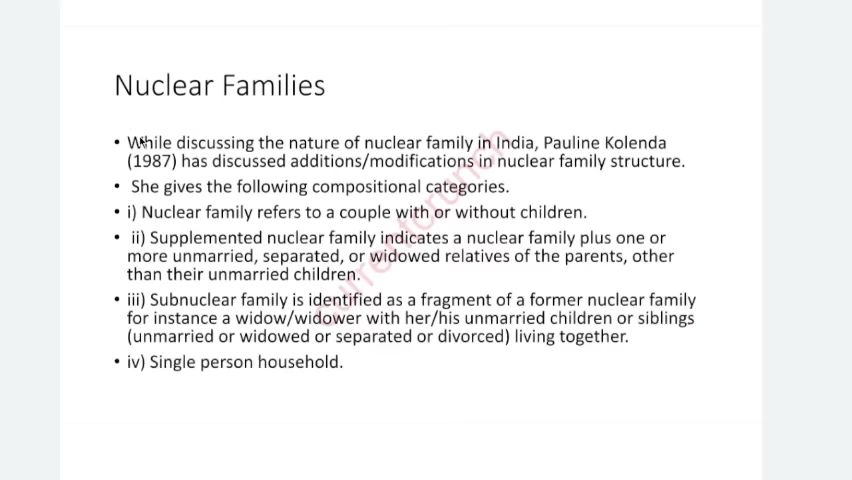 Nuclear Families
• While discussing the nature of nuclear family in India, Pauline Kolenda
(1987) has discussed additions/modifications in nuclear family structure.
• She gives the following compositional categories.
• i) Nuclear family refers to a couple with or without children.
• ii) Supplemented nuclear family indicates a nuclear family plus one or
more unmarried, separated, or widowed relatives of the parents, other
than their unmarried children.
• iii) Subnuclear family is identified as a fragment of a former nuclear family
for instance a widow/widower with her/his unmarried children or siblings
(unmarried or widowed or separated or divorced) living together.
• iv) Single person household.
Currentcrunch